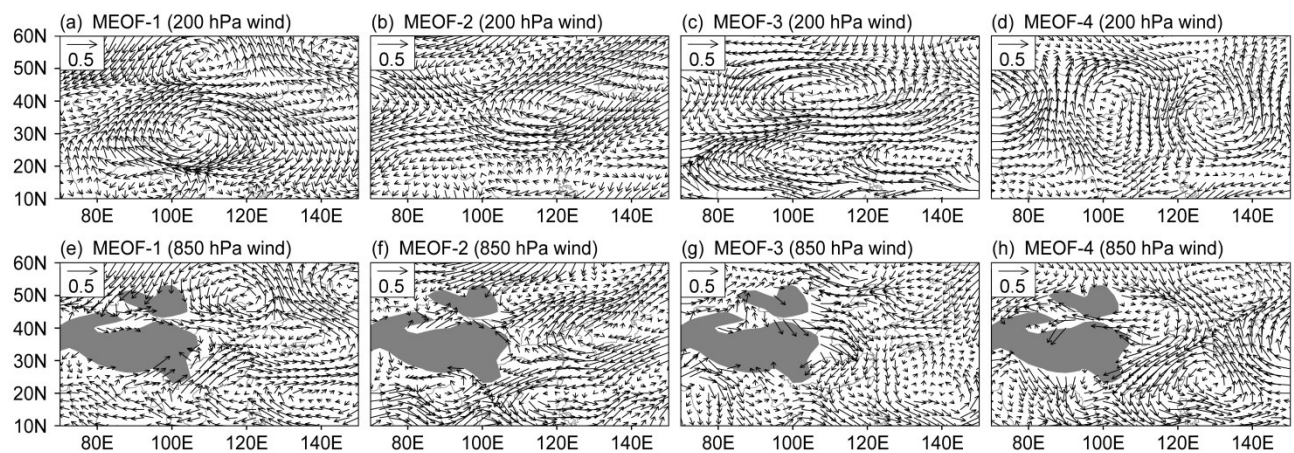 (a) MEOF-1 (200 hPa wind) (b) MEOF-2 (200 hPa wind) (c) MEOF-3 (200 hPa wind) (d) MEOF-4 (200 hPa wind)
60N
0.5 0.5 0.5 0.5
50N
40N
30N
20N
10N
80E 100E 120E 140E 80E 100E 120E 140E 80E 100E 120E 140E 80E 100E 120E 140E
(e) MEOF-1 (850 hPa wind) (f) MEOF-2 (850 hPa wind) (g) MEOF-3 (850 hPa wind) (h) MEOF-4 (850 hPa wind)
60N
0.5 0.5 0.5 0.5
50N
40N
30N
20N
10N
80E 100E 120E 140E 80E 100E 120E 140E 80E 100E 120E 140E 80E 100E 120E 140E